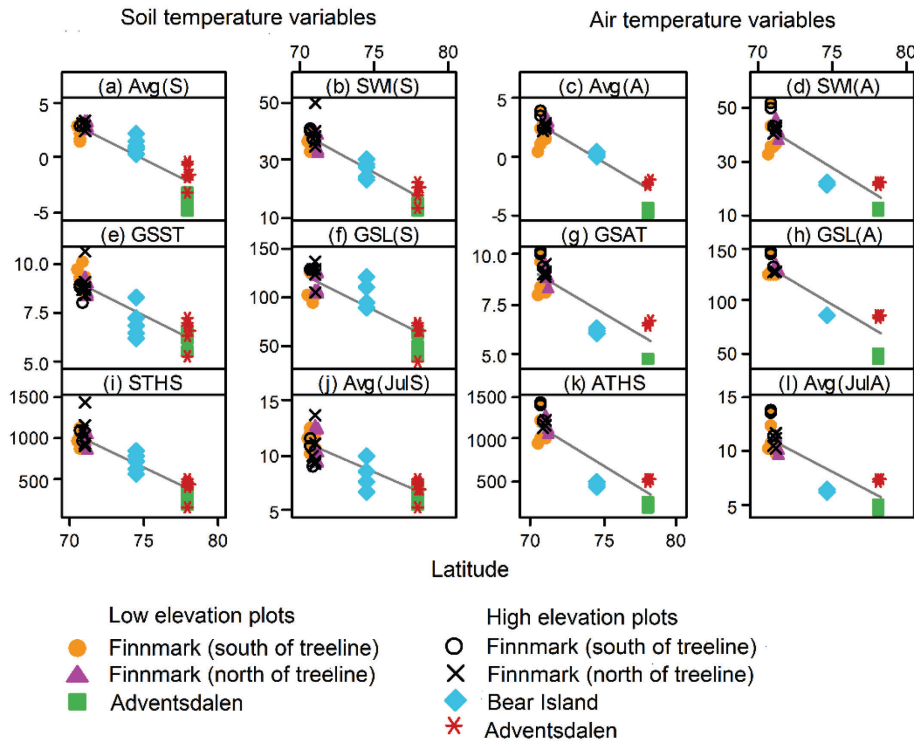 Soil temperature variables Air temperature variables
70 75 80 70 75 80
(a) Avg(S) (b) SWI(S) (c) Avg(A) (d) SWI(A)
5 50 5 50
0 30 0 30
-5 10 -5 10
(e) GSST (f) GSL(S) (g) GSAT (h) GSL(A)
10.0 150 10.0 150
7.5 100 7.5 100
5.0 50 5.0 50
(i) STHS (j) Avg(JulS) (k) ATHS (l) Avg(JulA)
1500 15 1500 15
1000 10 1000 10
500 5 500 5
70 75 80 70 75 80
Latitude
Low elevation plots High elevation plots
Finnmark (south of treeline) Finnmark (south of treeline)
Finnmark (north of treeline) Finnmark (north of treeline)
Adventsdalen Bear Island
Adventsdalen